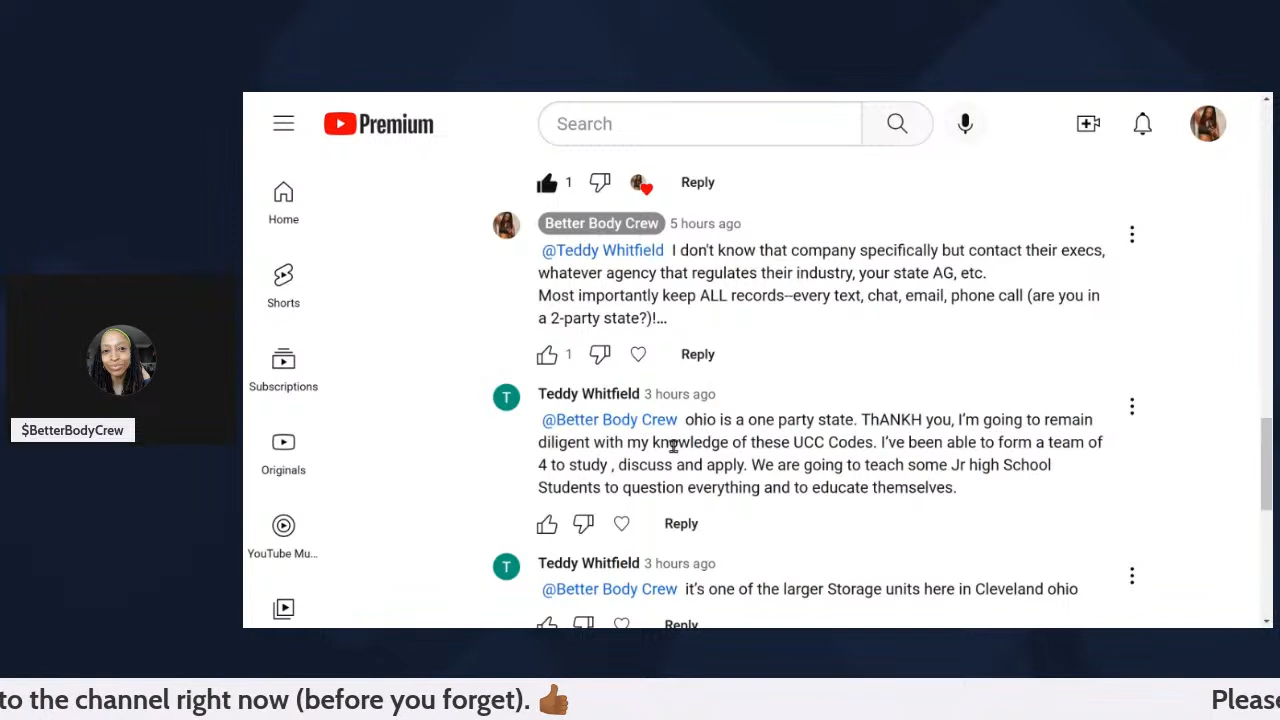 Premium
Search
Home
Shorts
Subscriptions
Originals
YouTube Mu...
1 Reply
Better Body Crew 5 hours ago
@Teddy Whitfield I don't know that company specifically but contact their execs,
whatever agency that regulates their industry, your state AG, etc.
Most importantly keep ALL records--every text, chat, email, phone call (are you in
a 2-party state?)!...
1 Reply
T
Teddy Whitfield 3 hours ago
@Better Body Crew ohio is a one party state. ThANKH you, I'm going to remain
diligent with my knowledge of these UCC Codes. I've been able to form a team of
4 to study , discuss and apply. We are going to teach some Jr high School
Students to question everything and to educate themselves.
Reply
T
Teddy Whitfield 3 hours ago
@Better Body Crew it's one of the larger Storage units here in Cleveland ohio
Reply
$BetterBodyCrew
to the channel right now (before you forget). 👍🏾 Please